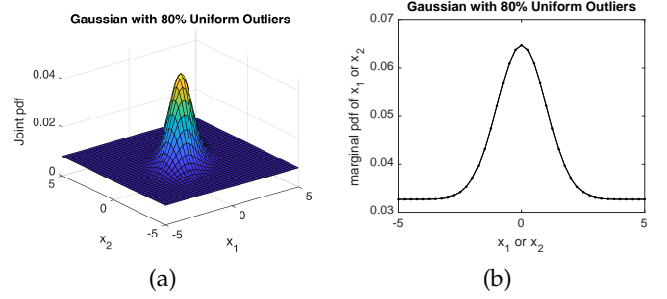 Gaussian with 80% Uniform Outliers
0.04
0.02
0
Joint pdf
5
0
-5
x2
-5
0
5
x1
(a)
Gaussian with 80% Uniform Outliers
0.07
0.06
0.05
0.04
0.03
marginal pdf of x1 or x2
-5
0
5
x1 or x2
(b)